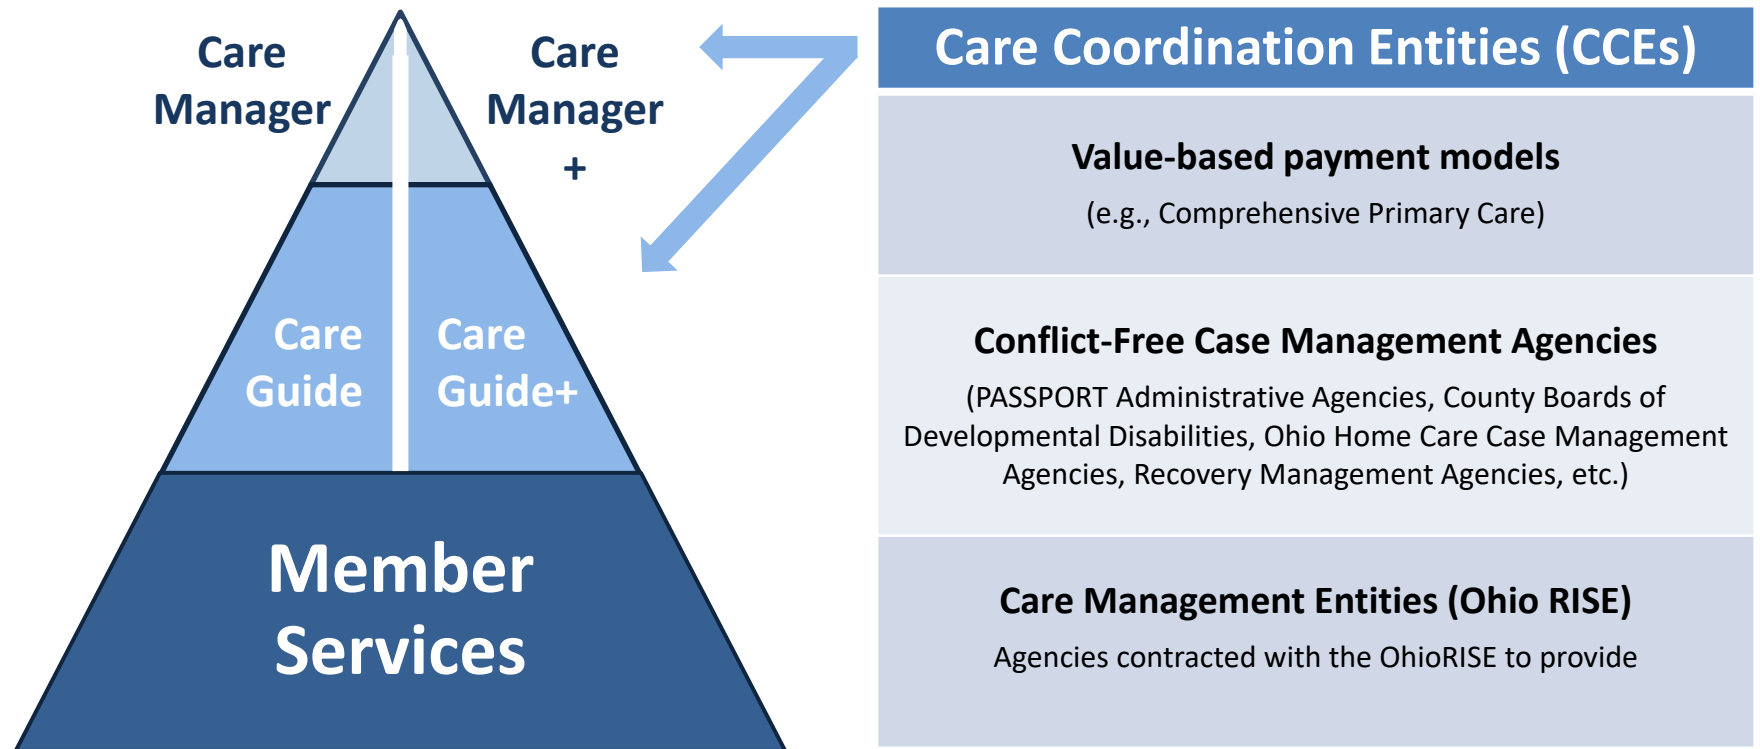 Care
Manager
Care
Manager
+
Care
Guide
Care
Guide+
Member
Services
Care Coordination Entities (CCEs)
Value-based payment models
(e.g., Comprehensive Primary Care)
Conflict-Free Case Management Agencies
(PASSPORT Administrative Agencies, County Boards of
Developmental Disabilities, Ohio Home Care Case Management
Agencies, Recovery Management Agencies, etc.)
Care Management Entities (Ohio RISE)
Agencies contracted with the OhioRISE to provide